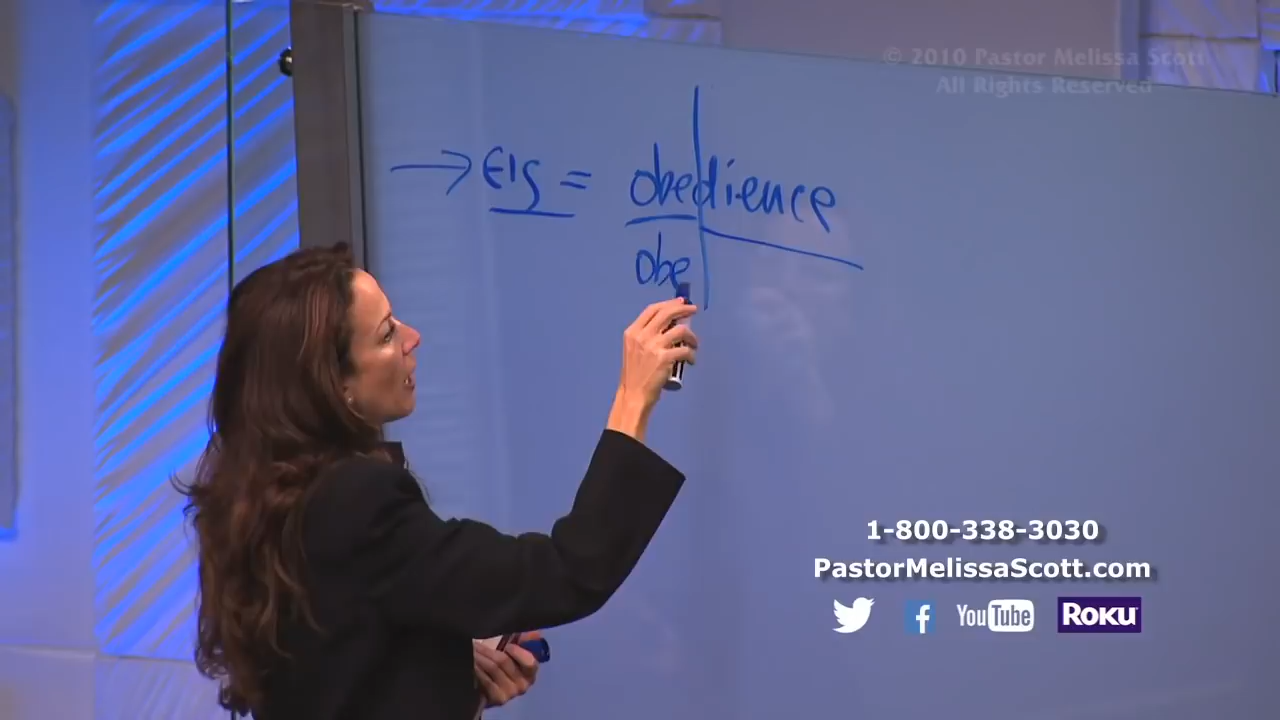 © 2010 Pastor Melissa Scott
All Rights Reserved
→ εις = obedience
obe
1-800-338-3030
PastorMelissaScott.com
YouTube
ROKU